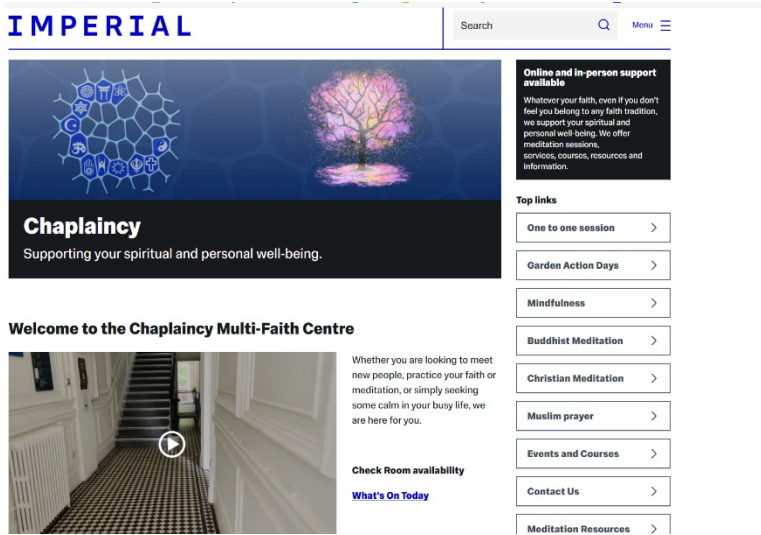 IMPERIAL
Search
Menu
Chaplaincy
Supporting your spiritual and personal well-being.
Online and in-person support
available
Whatever your faith, even if you don't
feel you belong to any faith tradition,
we support your spiritual and
personal well-being. We offer
meditation sessions,
services, courses, resources and
information.
Top links
One to one session
Garden Action Days
Mindfulness
Buddhist Meditation
Christian Meditation
Muslim prayer
Events and Courses
Contact Us
Meditation Resources
Welcome to the Chaplaincy Multi-Faith Centre
Whether you are looking to meet
new people, practice your faith or
meditation, or simply seeking
some calm in your busy life, we
are here for you.
Check Room availability
What's On Today